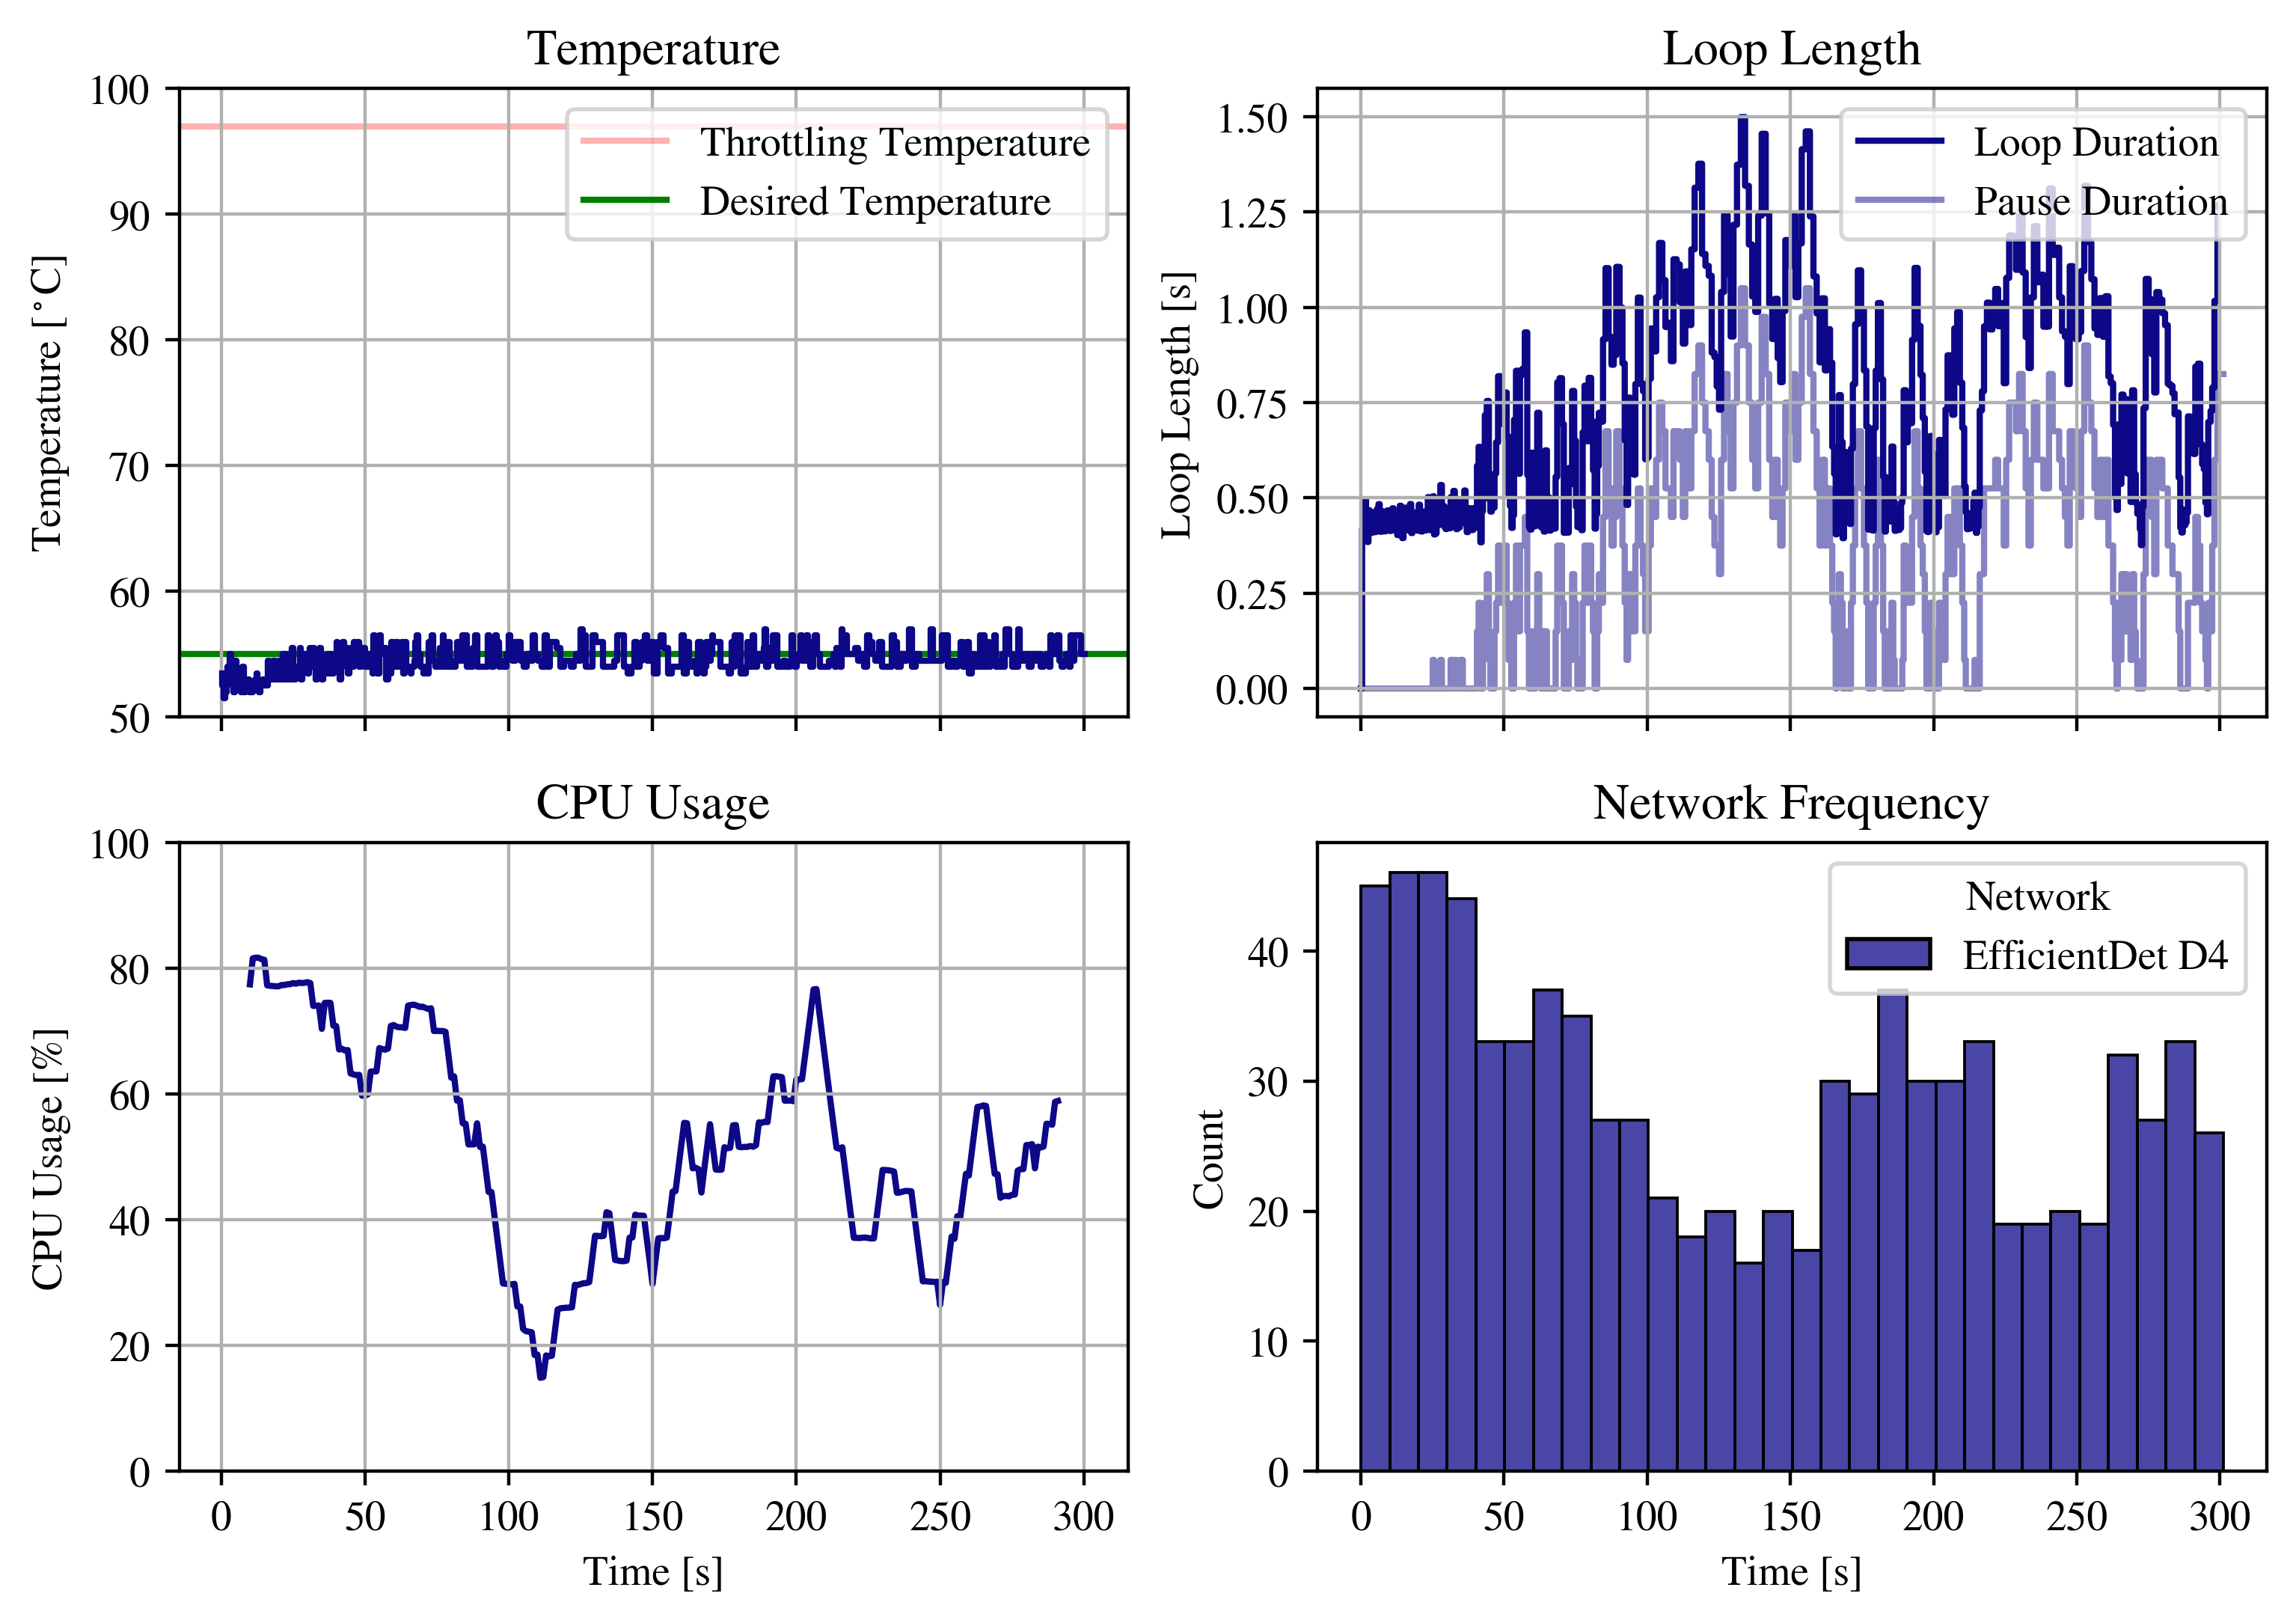 Temperature
100
90
80
70
60
50
Temperature [°C]
Throttling Temperature
Desired Temperature
Loop Length
1.50
1.25
1.00
0.75
0.50
0.25
0.00
Loop Length [s]
Loop Duration
Pause Duration
CPU Usage
100
80
60
40
20
0
CPU Usage [%]
0 50 100 150 200 250 300
Time [s]
Network Frequency
40
30
20
10
0
Count
Network
EfficientDet D4
0 50 100 150 200 250 300
Time [s]